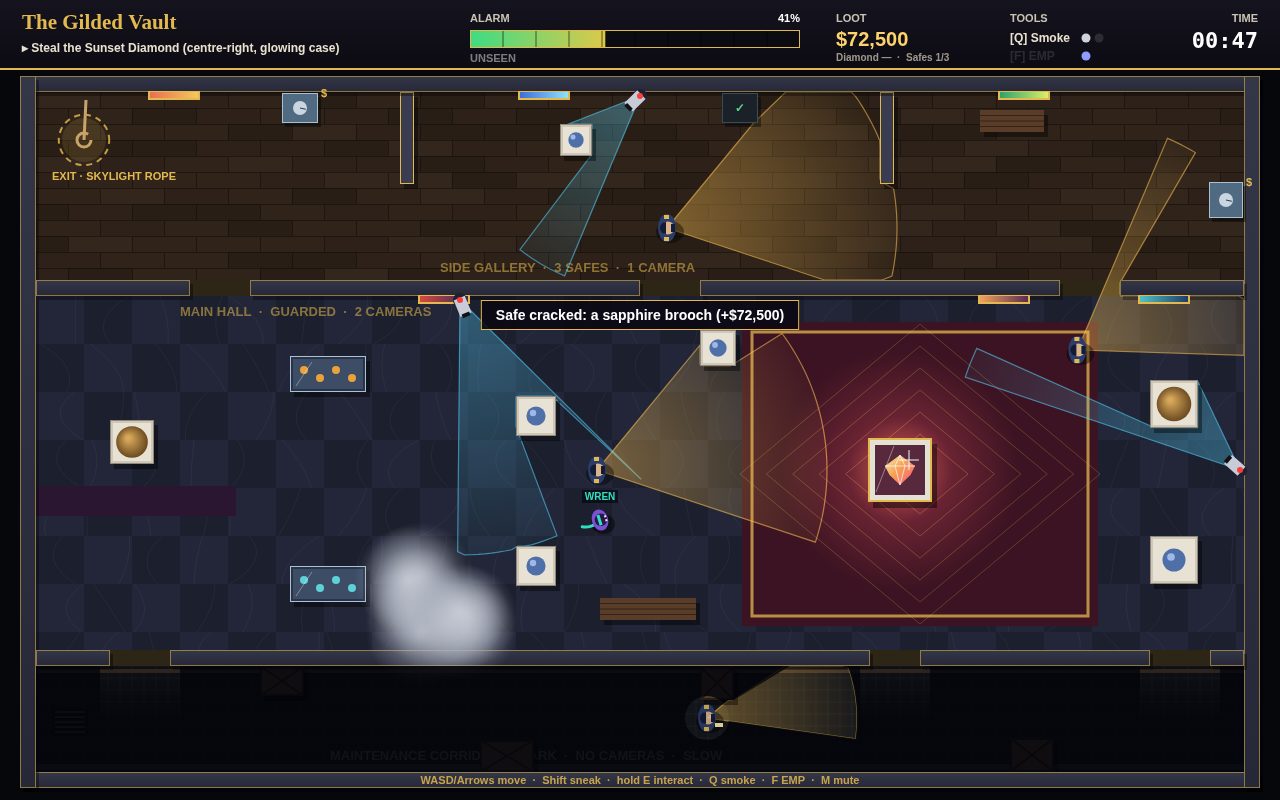 The Gilded Vault
▸ Steal the Sunset Diamond (centre-right, glowing case)
ALARM 41%
UNSEEN
LOOT
$72,500
Diamond — · Safes 1/3
TOOLS
[Q] Smoke
[F] EMP
TIME
00:47
$
✓
EXIT · SKYLIGHT ROPE
$
SIDE GALLERY · 3 SAFES · 1 CAMERA
MAIN HALL · GUARDED · 2 CAMERAS
Safe cracked: a sapphire brooch (+$72,500)
WREN
MAINTENANCE CORRID RK · NO CAMERAS · SLOW
WASD/Arrows move · Shift sneak · hold E interact · Q smoke · F EMP · M mute